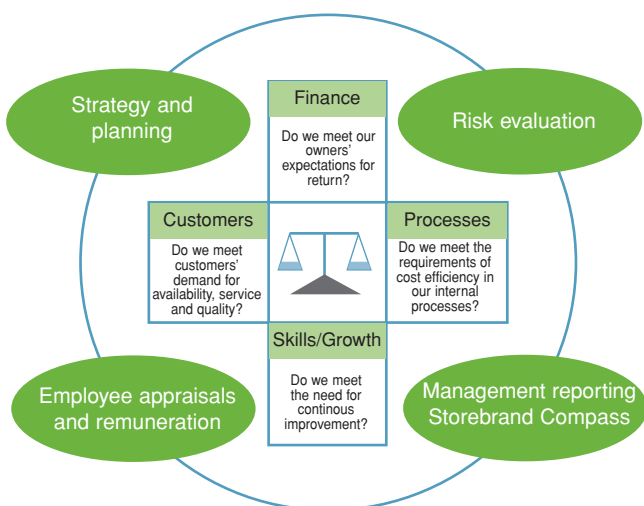 Strategy and
planning
Finance
Do we meet our
owners'
expectations for
return?
Risk evaluation
Customers
Do we meet
customers'
demand for
availability, service
and quality?
Processes
Do we meet the
requirements of
cost efficiency in
our internal
processes?
Skills/Growth
Do we meet
the need for
continous
improvement?
Employee appraisals
and remuneration
Management reporting
Storebrand Compass